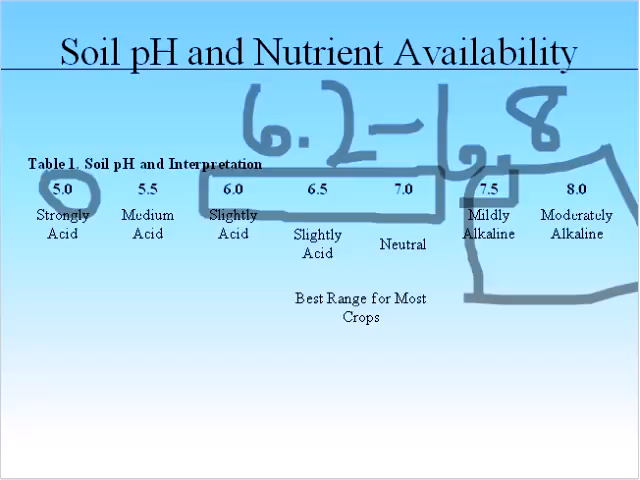 Soil pH and Nutrient Availability
6.2-6.8
Table 1. Soil pH and Interpretation
5.0 5.5 6.0 6.5 7.0 7.5 8.0
Strongly Acid Medium Acid Slightly Acid Slightly Acid Neutral Mildly Alkaline Moderately Alkaline
Best Range for Most
Crops